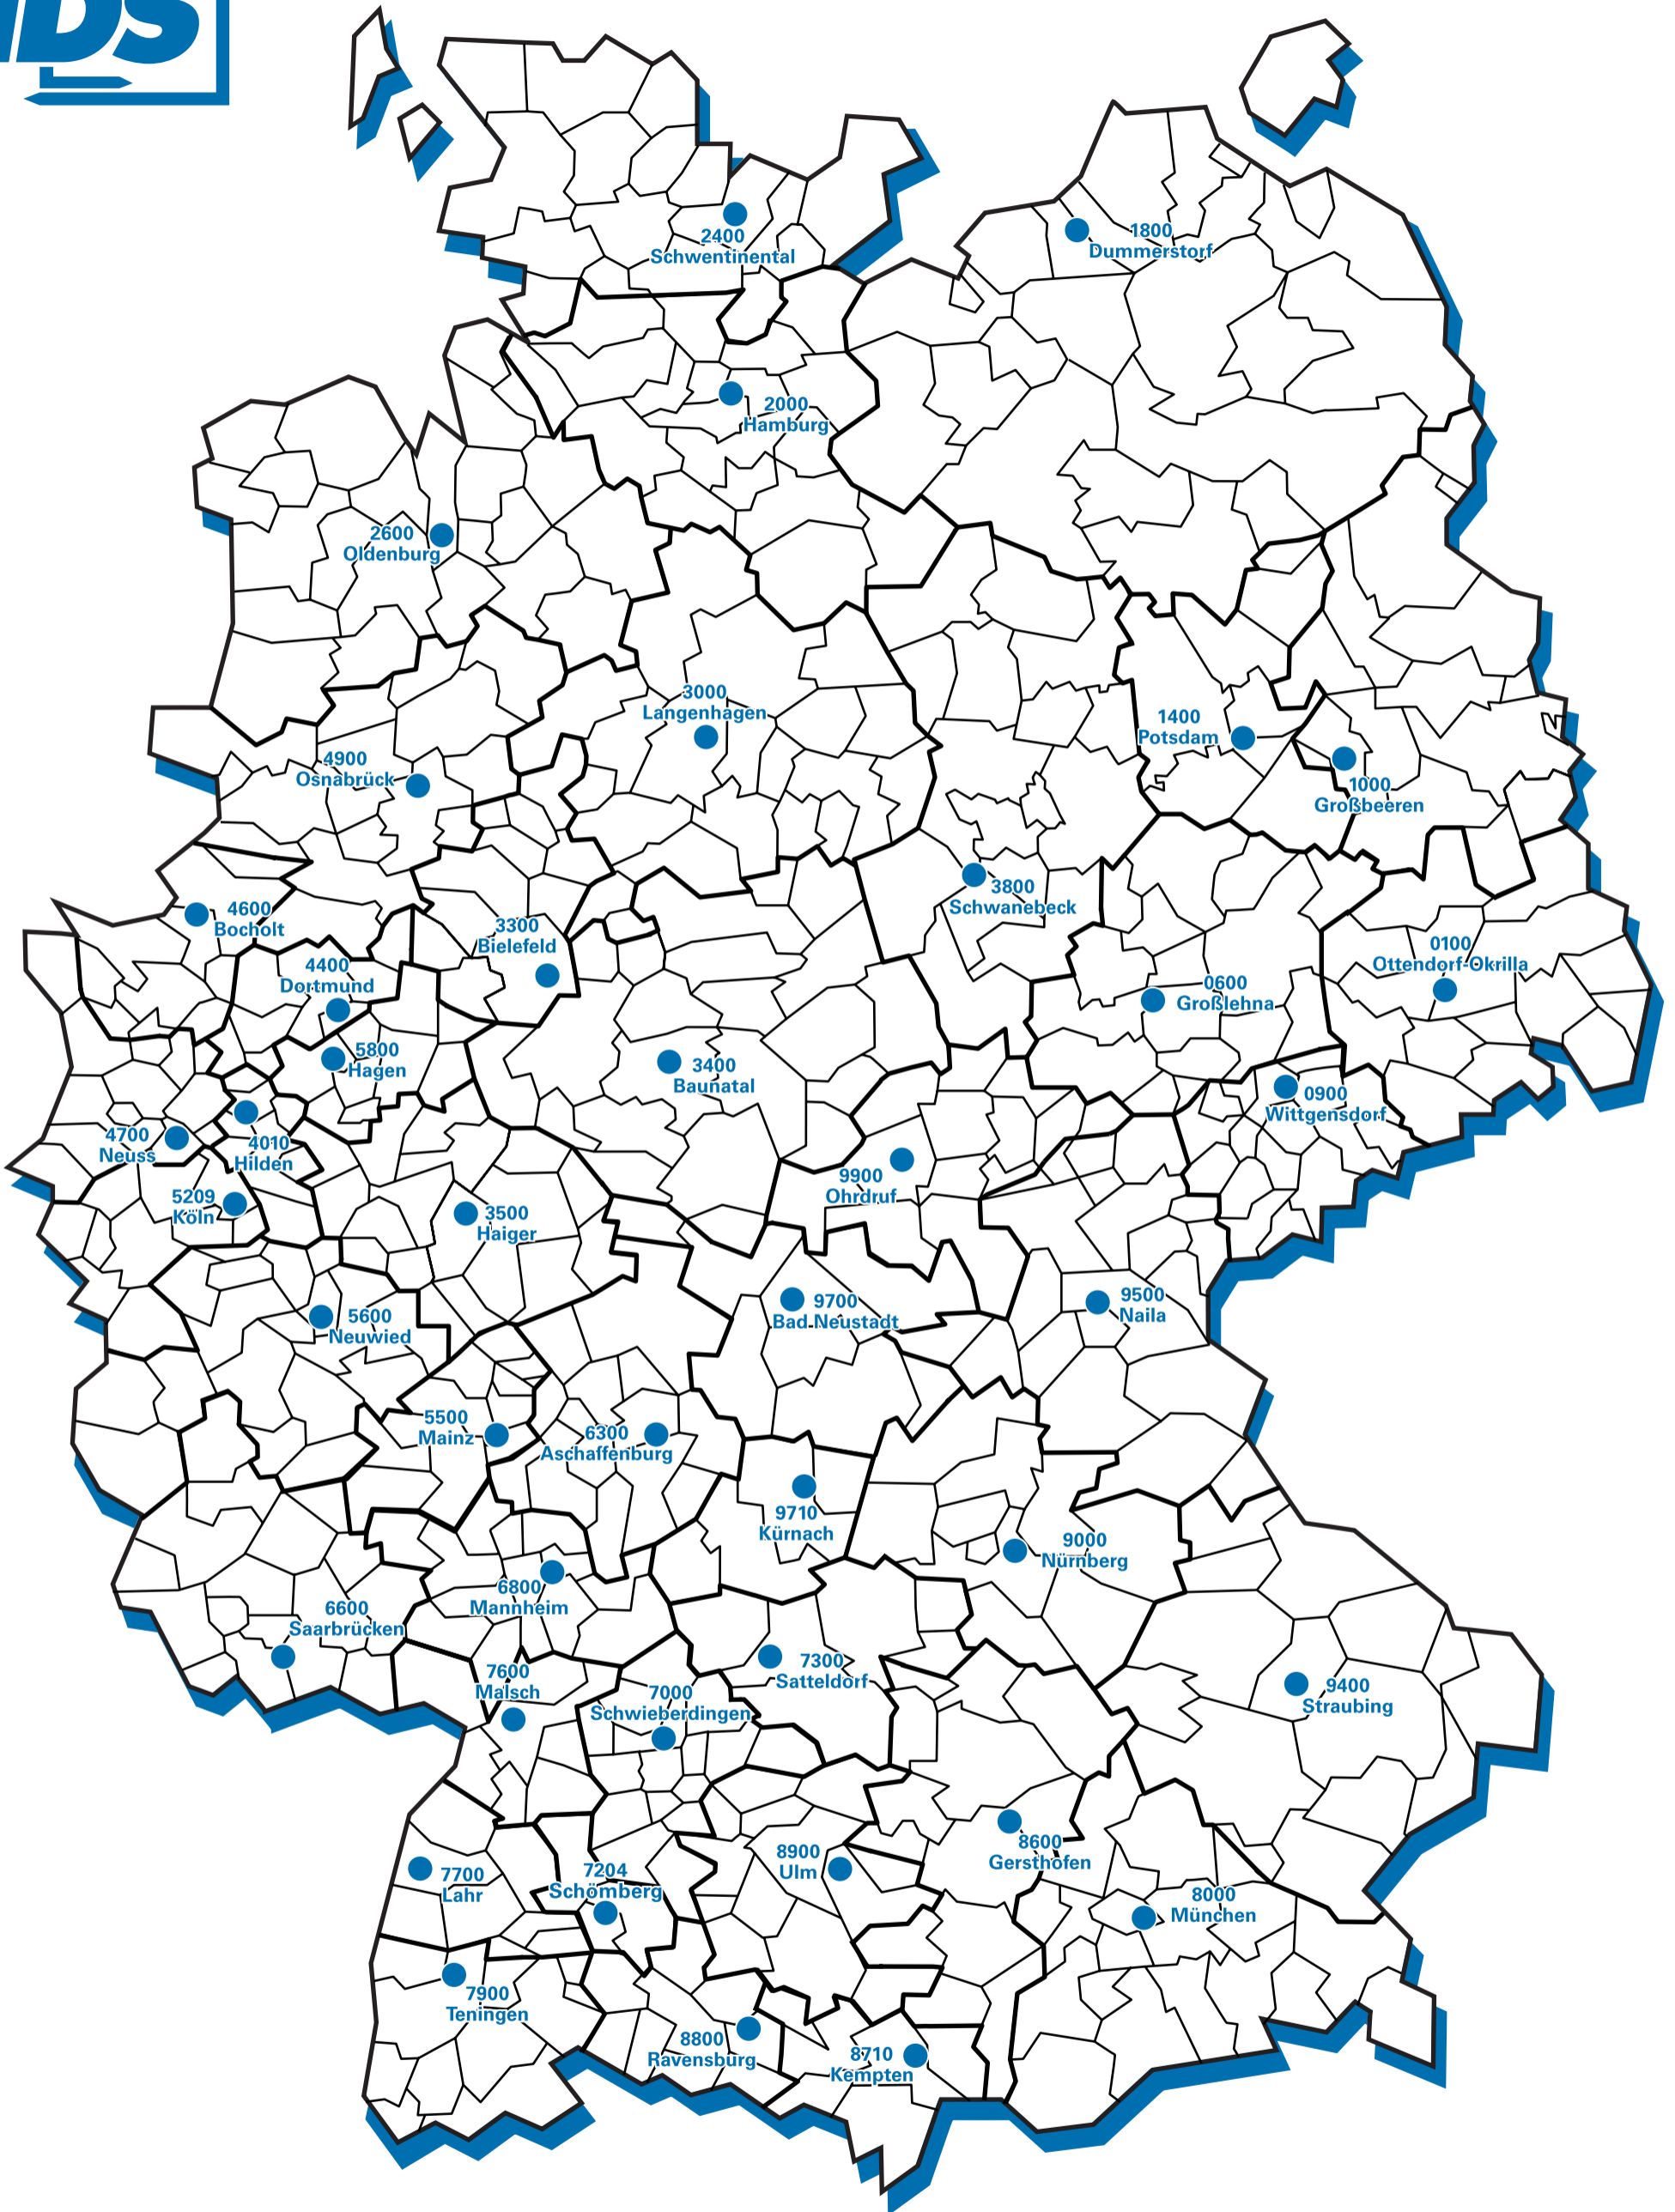 IDS
2400
Schwentinental
1800
Dummerstorf
2000
Hamburg
2600
Oldenburg
3000
Langenhagen
1400
Potsdam
4900
Osnabrück
1000
Großbeeren
3800
Schwanebeck
4600
Bocholt
3300
Bielefeld
0100
Ottendorf-Okrilla
4400
Dortmund
0600
Großlehna
5800
Hagen
3400
Baunatal
0900
Wittgensdorf
4700
Neuss
4010
Hilden
9900
Ohrdruf
5209
Köln
3500
Haiger
9500
Naila
9700
Bad Neustadt
5600
Neuwied
5500
Mainz
6300
Aschaffenburg
9710
Kürnach
9000
Nürnberg
6800
Mannheim
6600
Saarbrücken
7300
Satteldorf
7600
Malsch
9400
Straubing
7000
Schwieberdingen
8600
Gersthofen
8900
Ulm
7700
Lahr
7204
Schömberg
8000
München
7900
Teningen
8800
Ravensburg
8710
Kempten